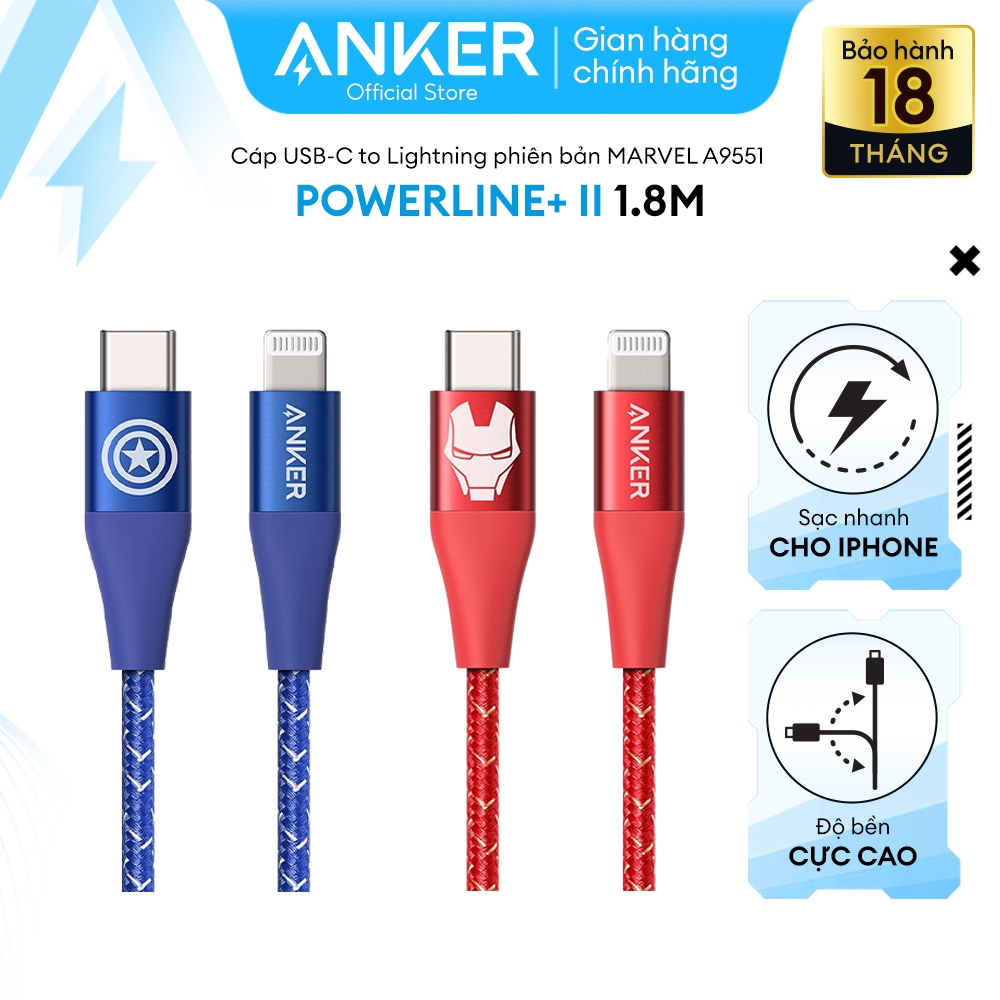 ANKER
Official Store
Gian hàng
chính hãng
Bảo hành
18
THÁNG
Cáp USB-C to Lightning phiên bản MARVEL A9551
POWERLINE+ II 1.8M
ANKER
ANKER
Sạc nhanh
CHO IPHONE
Độ bền
CỰC CAO